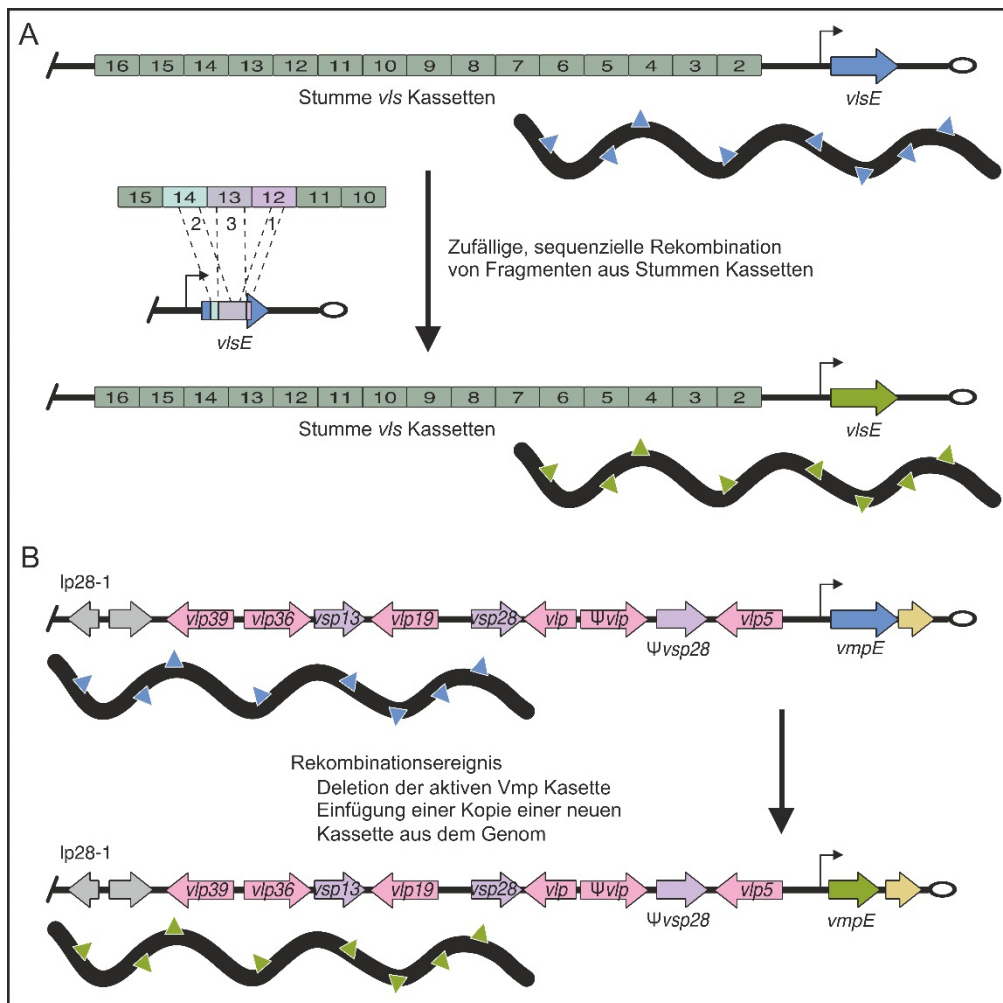 A
16 15 14 13 12 11 10 9 8 7 6 5 4 3 2
Stumme vls Kassetten
vlsE
15 14 13 12 11 10
2 3 1
vlsE
Zufällige, sequenzielle Rekombination
von Fragmenten aus Stummen Kassetten
16 15 14 13 12 11 10 9 8 7 6 5 4 3 2
Stumme vls Kassetten
vlsE
B
lp28-1
vlp39 vlp36 vsp13 vlp19 vsp28 vlp Ψvlp vlp5
Ψvsp28
vmpE
Rekombinationsereignis
Deletion der aktiven Vmp Kasette
Einfügung einer Kopie einer neuen
Kassette aus dem Genom
lp28-1
vlp39 vlp36 vsp13 vlp19 vsp28 vlp Ψvlp vlp5
Ψvsp28
vmpE